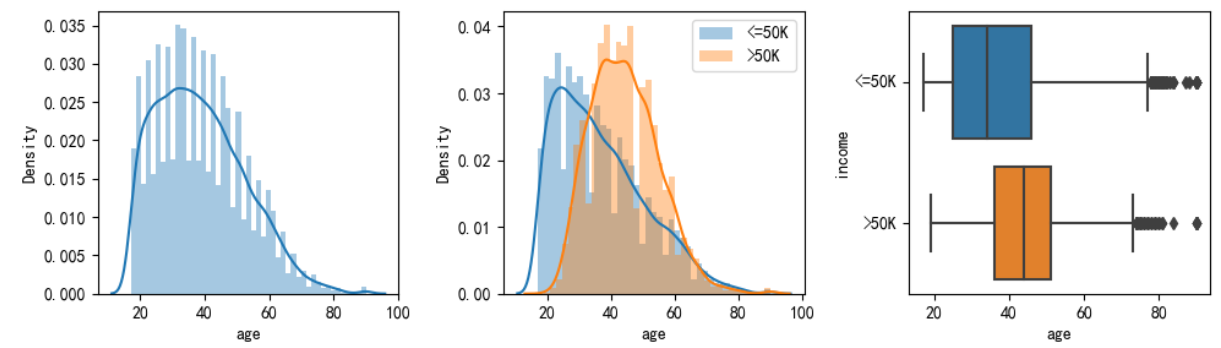 0.035
0.030
0.025
0.020
0.015
0.010
0.005
0.000
Density
20 40 60 80 100
age
0.04
0.03
0.02
0.01
0.00
Density
<=50K
>50K
20 40 60 80 100
age
<=50K
>50K
income
20 40 60 80
age